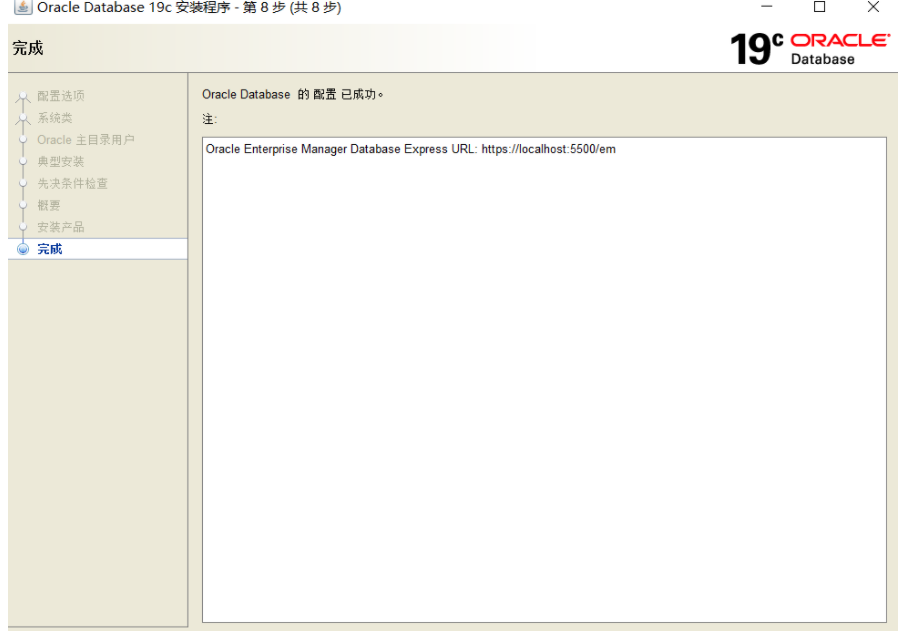 Oracle Database 19c 安装程序 - 第 8 步 (共 8 步)
完成
19c ORACLE
Database
配置选项
系统类
Oracle 主目录用户
典型安装
先决条件检查
概要
安装产品
完成
Oracle Database 的 配置 已成功。
注:
Oracle Enterprise Manager Database Express URL: https://localhost:5500/em